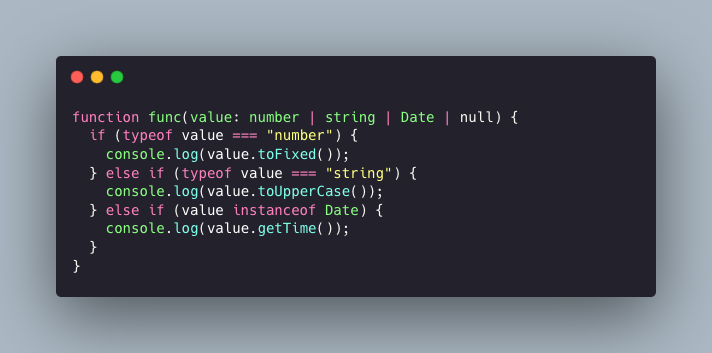 function func(value: number | string | Date | null) {
  if (typeof value === "number") {
    console.log(value.toFixed());
  } else if (typeof value === "string") {
    console.log(value.toUpperCase());
  } else if (value instanceof Date) {
    console.log(value.getTime());
  }
}